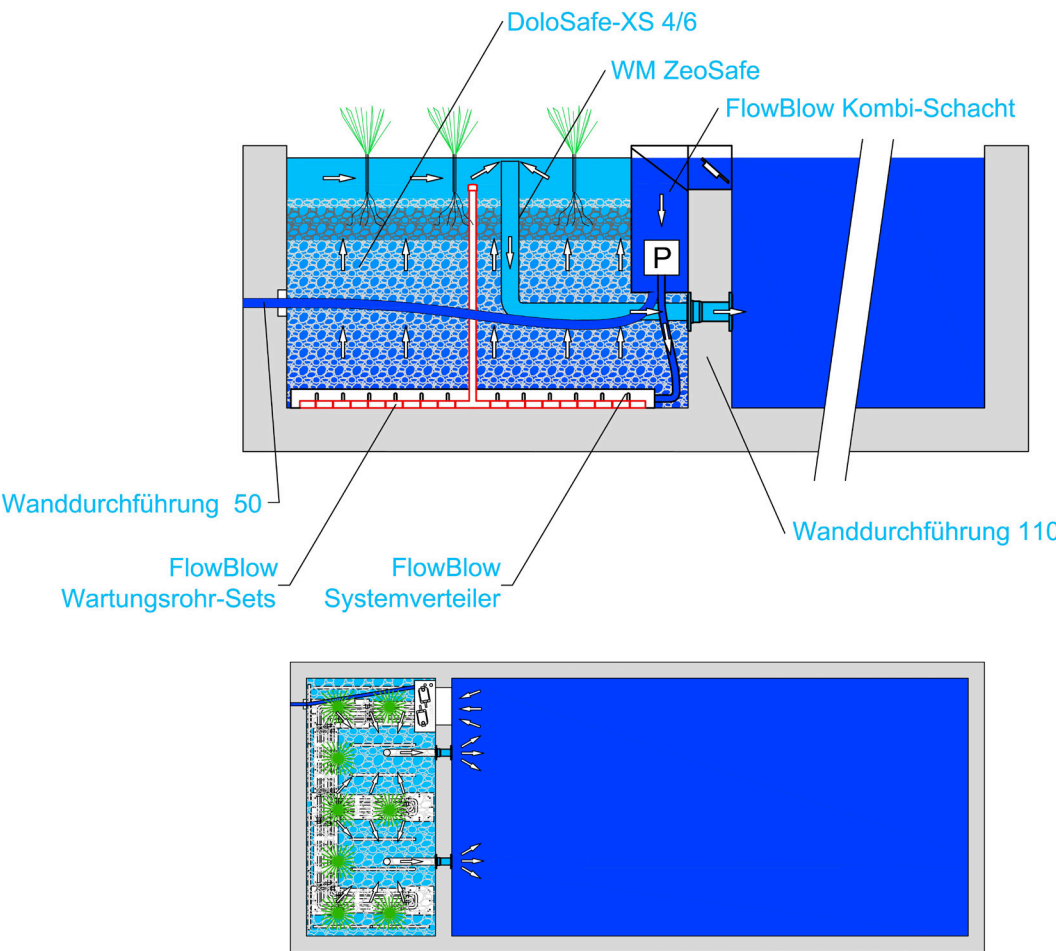 DoloSafe-XS 4/6
WM ZeoSafe
FlowBlow Kombi-Schacht
P
Wanddurchführung 50
Wanddurchführung 110
FlowBlow
Wartungsrohr-Sets
FlowBlow
Systemverteiler